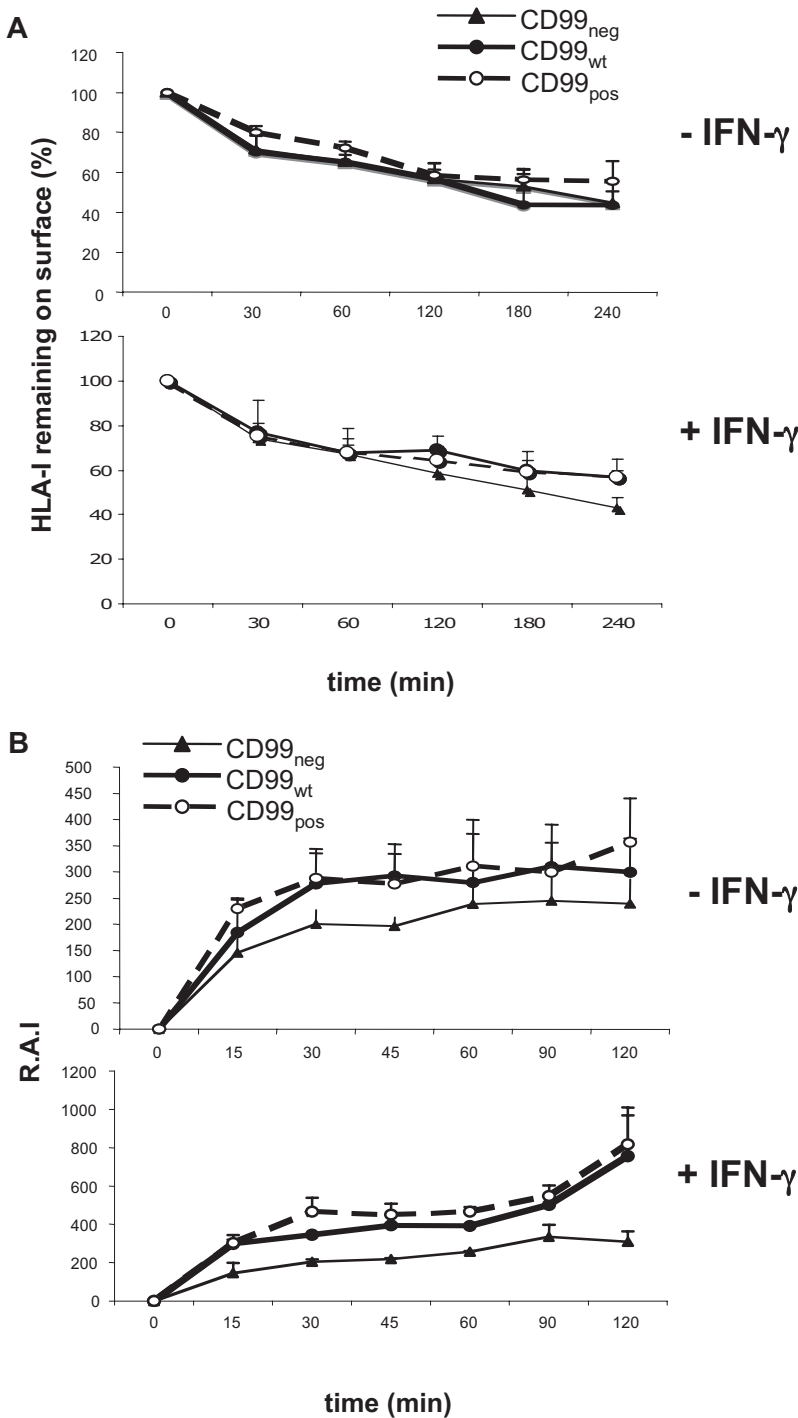 A
CD99neg
CD99wt
CD99pos
120
100
80
60
40
20
0
0 30 60 120 180 240
- IFN-γ
120
100
80
60
40
20
0
0 30 60 120 180 240
+ IFN-γ
HLA-I remaining on surface (%)
time (min)
B
CD99neg
CD99wt
CD99pos
500
450
400
350
300
250
200
150
100
50
0
0 15 30 45 60 90 120
- IFN-γ
R.A.I
1200
1000
800
600
400
200
0
0 15 30 45 60 90 120
+ IFN-γ
time (min)